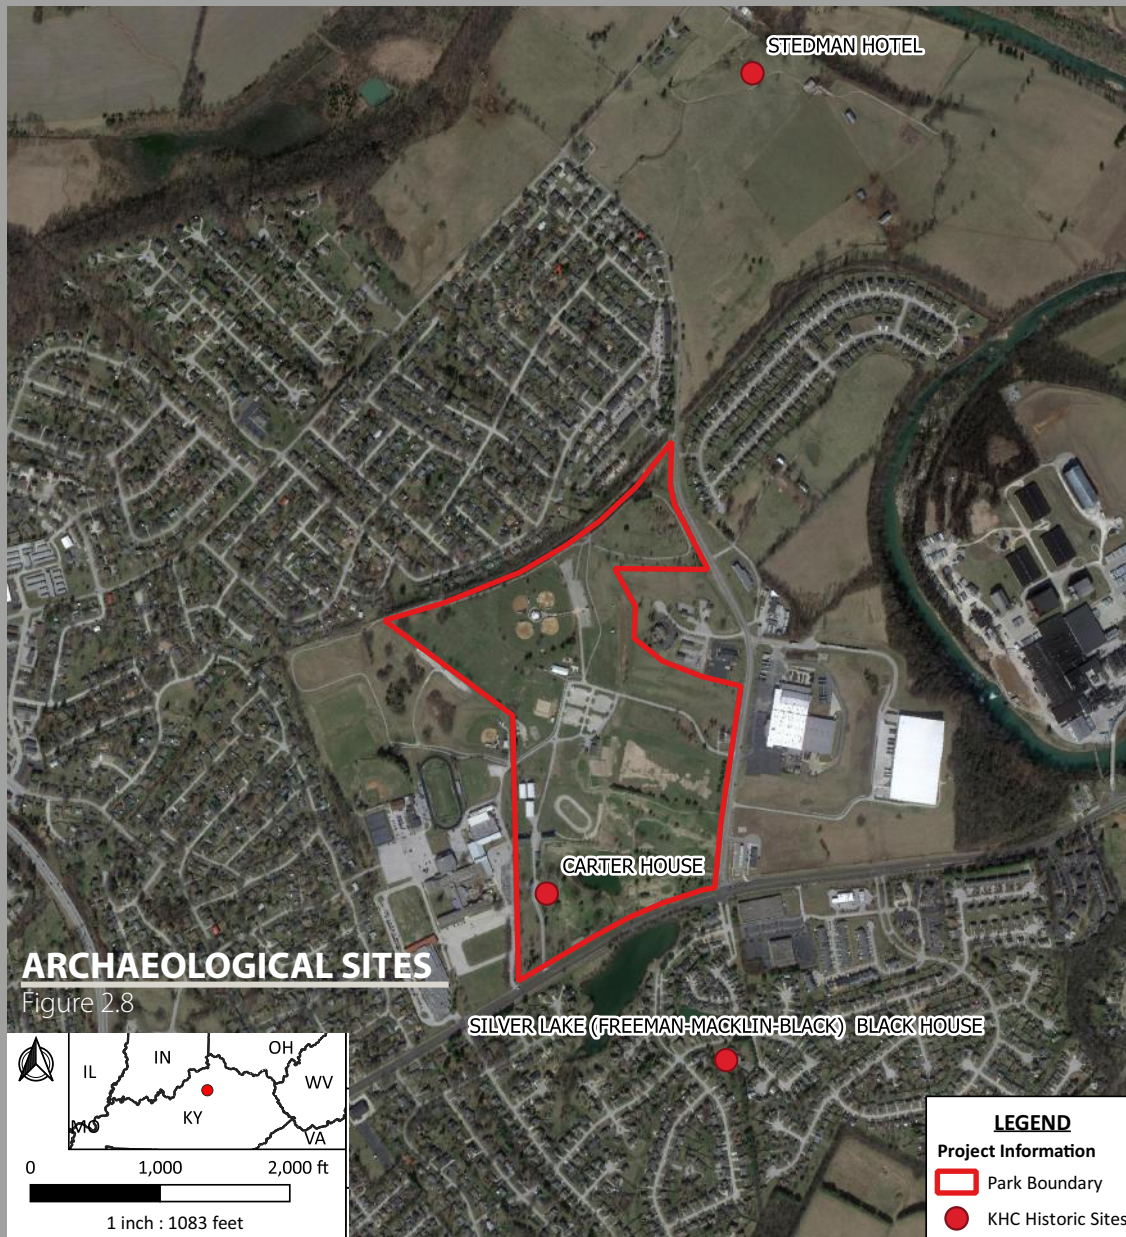 STEDMAN HOTEL
CARTER HOUSE
ARCHAEOLOGICAL SITES
Figure 2.8
SILVER LAKE (FREEMAN-MACKLIN-BLACK) BLACK HOUSE
IL
IN
OH
WV
KY
MO
VA
0 1,000 2,000 ft
1 inch : 1083 feet
LEGEND
Project Information
Park Boundary
KHC Historic Sites